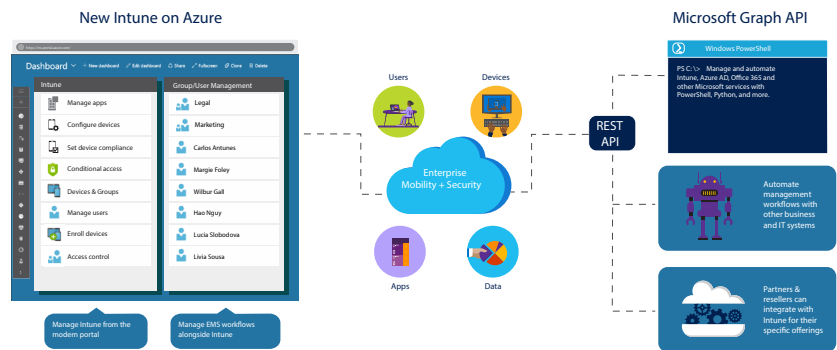 New Intune on Azure
Microsoft Graph API
Dashboard
+ New dashboard
Edit dashboard
Share
Fullscreen
Clone
Delete
Intune
Manage apps
Configure devices
Set device compliance
Conditional access
Devices & Groups
Manage users
Enroll devices
Access control
Group/User Management
Legal
Marketing
Carlos Antunes
Margie Foley
Wilbur Gall
Hao Nguy
Lucia Slobodova
Livia Sousa
Manage Intune from the
modern portal
Manage EMS workflows
alongside Intune
Users
Devices
Enterprise
Mobility + Security
Apps
Data
REST
API
Windows PowerShell
PS C:\> Manage and automate
Intune, Azure AD, Office 365 and
other Microsoft services with
PowerShell, Python, and more.
Automate
management
workflows with
other business
and IT systems
Partners &
resellers can
integrate with
Intune for their
specific offerings